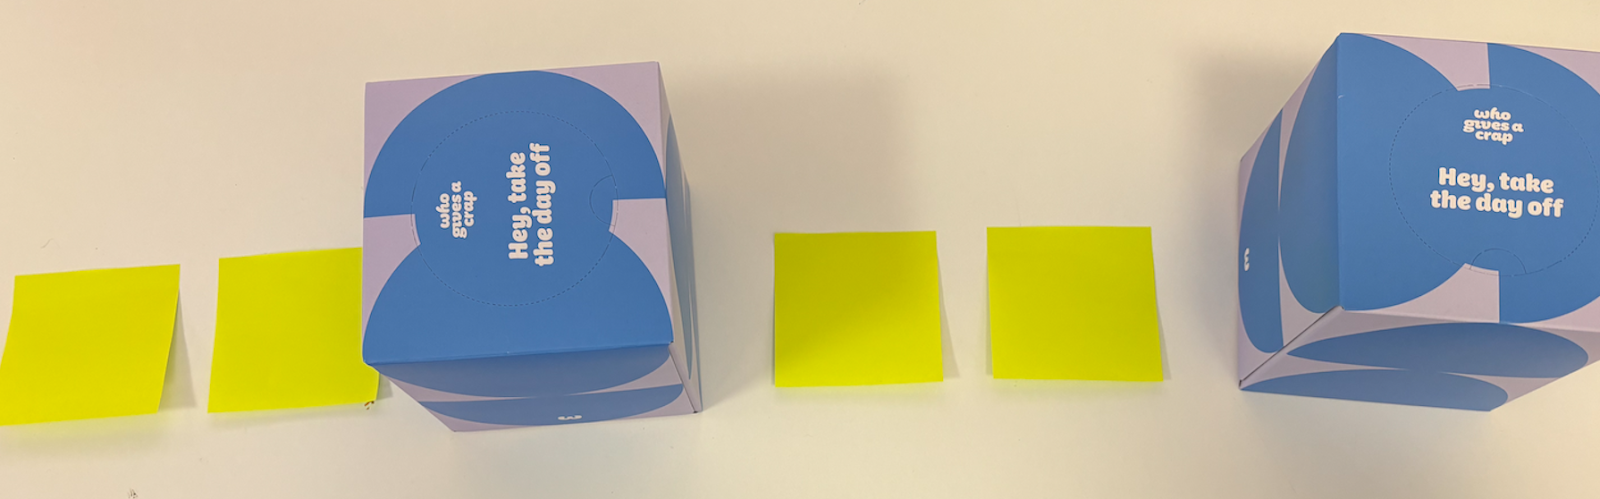 who
gives a
crap
Hey, take
the day off
who
gives a
crap
Hey, take
the day off